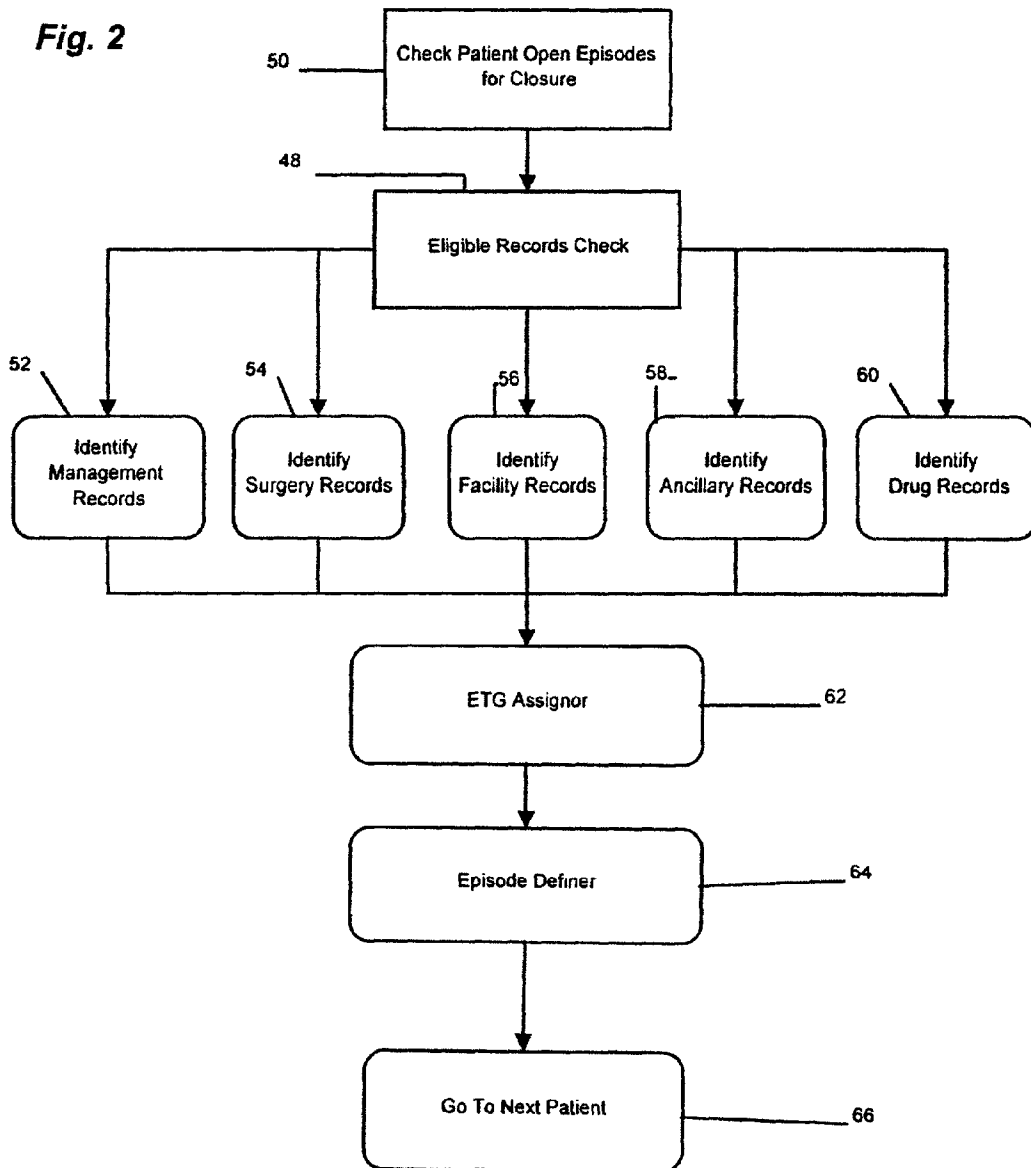 Fig. 2
50
Check Patient Open Episodes
for Closure
48
Eligible Records Check
52
54
56
58
60
Identify
Management
Records
Identify
Surgery Records
Identify
Facility Records
Identify
Ancillary Records
Identify
Drug Records
ETG Assignor
62
Episode Definer
64
Go To Next Patient
66